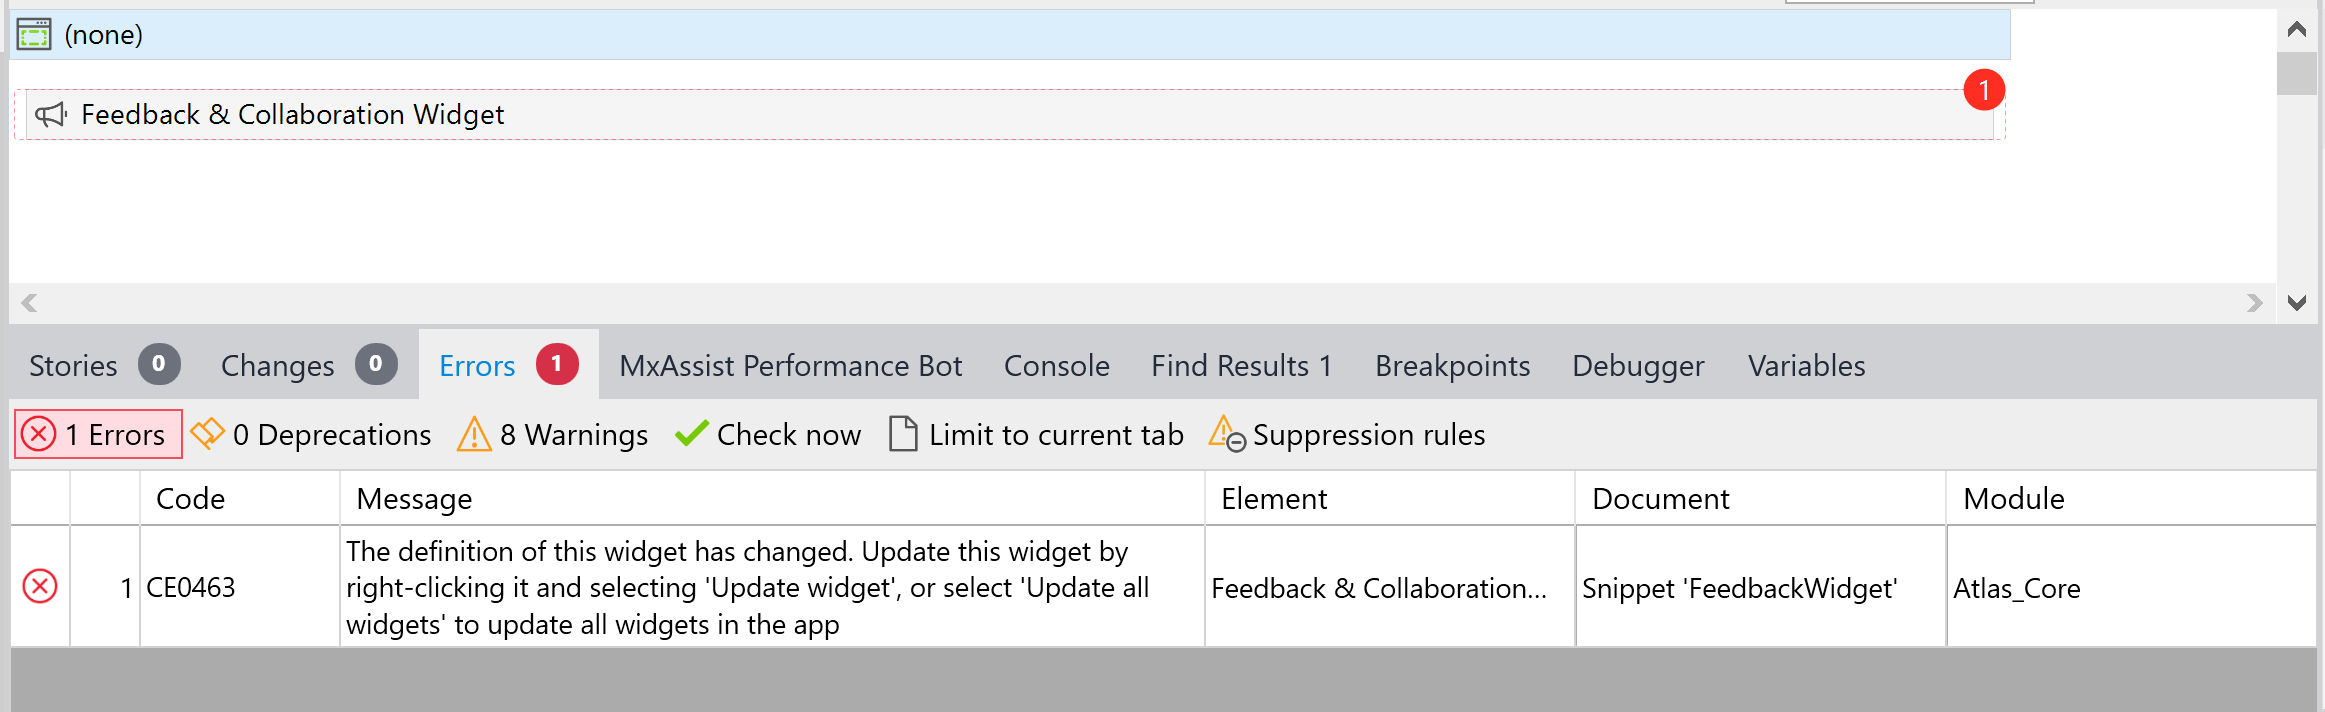 (none)
1
Feedback & Collaboration Widget
Stories 0 Changes 0 Errors 1 MxAssist Performance Bot Console Find Results 1 Breakpoints Debugger Variables
1 Errors 0 Deprecations 8 Warnings Check now Limit to current tab Suppression rules
Code Message Element Document Module
The definition of this widget has changed. Update this widget by
1 CE0463 right-clicking it and selecting 'Update widget', or select 'Update all Feedback & Collaboration... Snippet 'FeedbackWidget' Atlas_Core
widgets' to update all widgets in the app